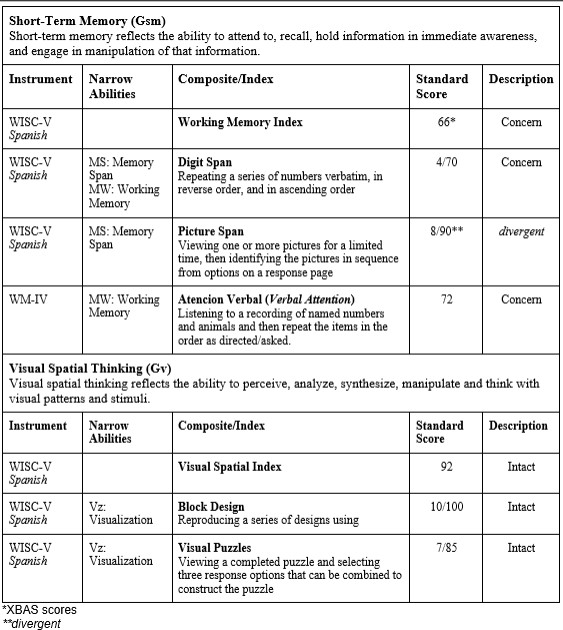 Short-Term Memory (Gsm)
Short-term memory reflects the ability to attend to, recall, hold information in immediate awareness,
and engage in manipulation of that information.
Instrument Narrow Abilities Composite/Index Standard Score Description
WISC-V Spanish Working Memory Index 66* Concern
WISC-V Spanish MS: Memory Span MW: Working Memory Digit Span 4/70 Concern
Repeating a series of numbers verbatim, in
reverse order, and in ascending order
WISC-V Spanish MS: Memory Span Picture Span 8/90** divergent
Viewing one or more pictures for a limited
time, then identifying the pictures in sequence
from options on a response page
WM-IV MW: Working Memory Atencion Verbal (Verbal Attention) 72 Concern
Listening to a recording of named numbers
and animals and then repeat the items in the
order as directed/asked.
Visual Spatial Thinking (Gv)
Visual spatial thinking reflects the ability to perceive, analyze, synthesize, manipulate and think with
visual patterns and stimuli.
Instrument Narrow Abilities Composite/Index Standard Score Description
WISC-V Spanish Visual Spatial Index 92 Intact
WISC-V Spanish Vz: Visualization Block Design 10/100 Intact
Reproducing a series of designs using
WISC-V Spanish Vz: Visualization Visual Puzzles 7/85 Intact
Viewing a completed puzzle and selecting
three response options that can be combined to
construct the puzzle
*XBAS scores
**divergent